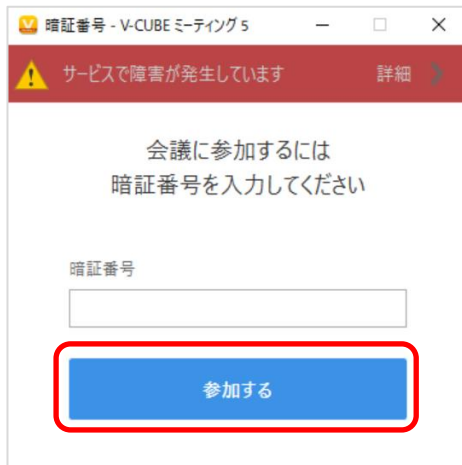 暗証番号 - V-CUBE ミーティング 5
サービスで障害が発生しています 詳細
会議に参加するには
暗証番号を入力してください
暗証番号
参加する